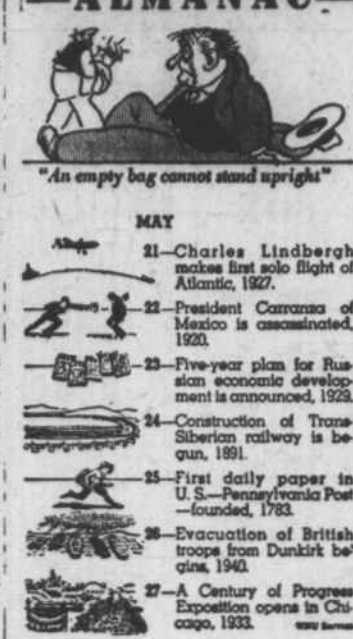 —ALMANAC—
"An empty bag cannot stand upright"
MAY
21—Charles Lindbergh
makes first solo flight of
Atlantic, 1927.
22—President Carranza of
Mexico is assassinated,
1920.
23—Five-year plan for Rus-
sian economic develop-
ment is announced, 1929.
24—Construction of Trans-
Siberian railway is be-
gun, 1891.
25—First daily paper in
U. S.—Pennsylvania Post
—founded, 1783.
26—Evacuation of British
troops from Dunkirk be-
gins, 1940.
27—A Century of Progress
Exposition opens in Chi-
cago, 1933.
WNU Service